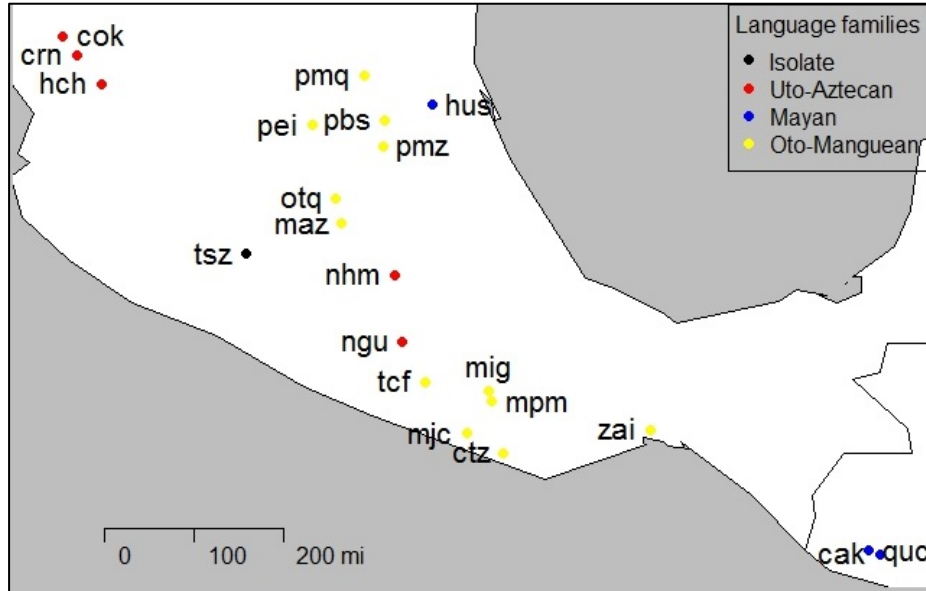 Language families
Isolate
Uto-Aztecan
Mayan
Oto-Manguean
cok
crn
hch
pmq
hus
pbs
pei
pmz
otq
maz
tsz
nhm
ngu
tcf
mig
mpm
mjc
zai
ctz
cak
quc
0 100 200 mi